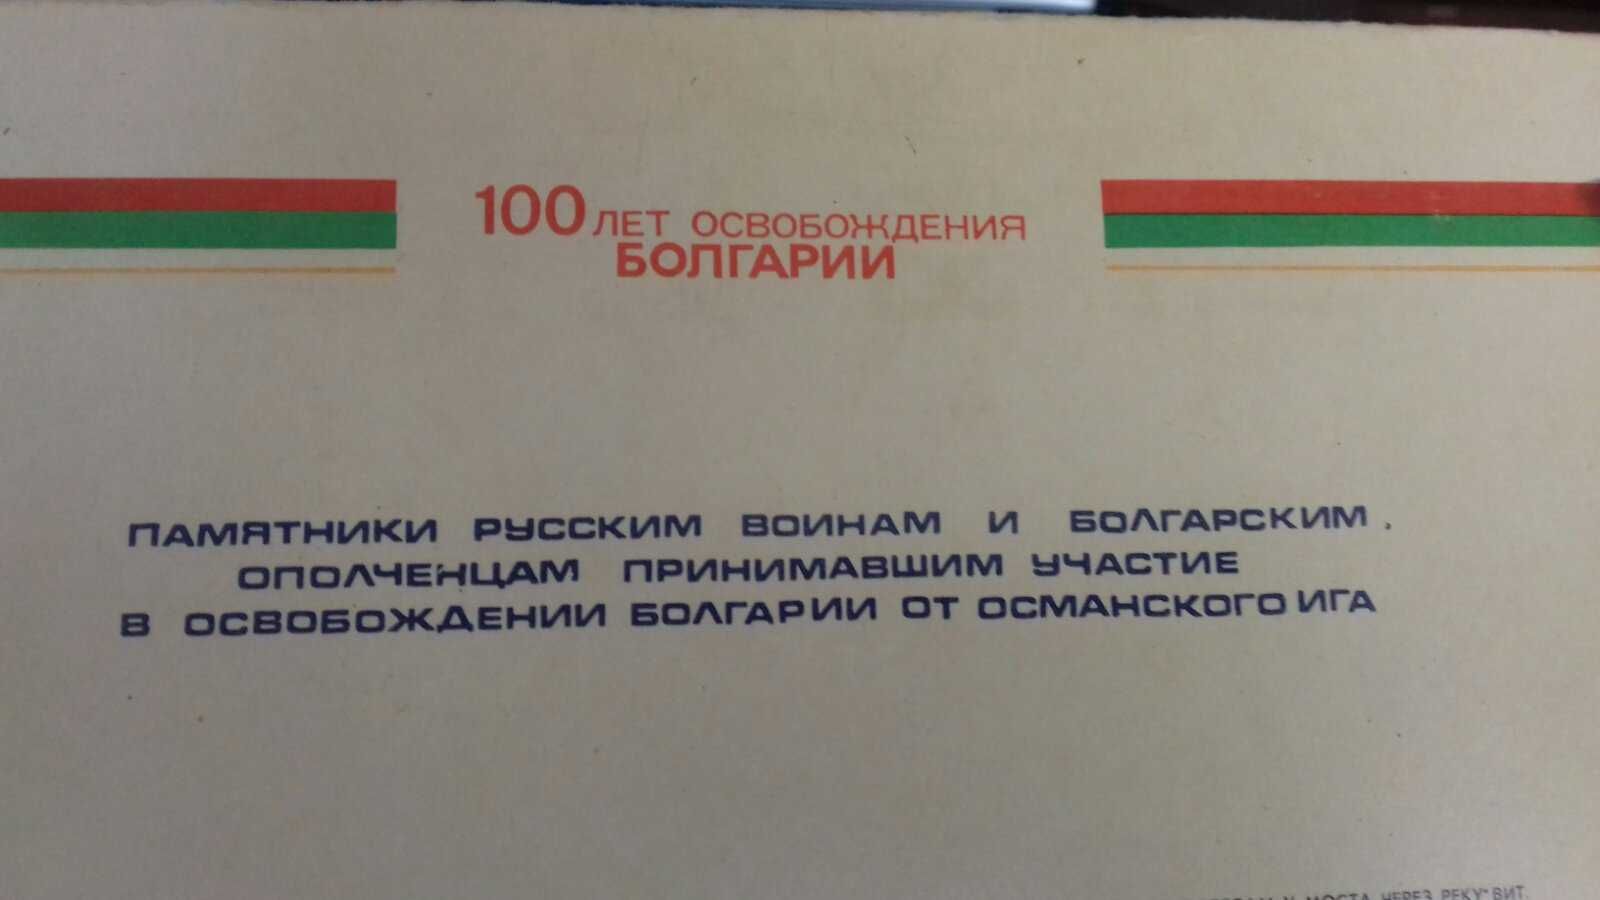 100 ЛЕТ ОСВОБОЖДЕНИЯ
БОЛГАРИИ
ПАМЯТНИКИ РУССКИМ ВОИНАМ И БОЛГАРСКИМ
ОПОЛЧЕНЦАМ ПРИНИМАВШИМ УЧАСТИЕ
В ОСВОБОЖДЕНИИ БОЛГАРИИ ОТ ОСМАНСКОГО ИГА
У МОСТА ЧЕРЕЗ РЕКУ ВИТ.